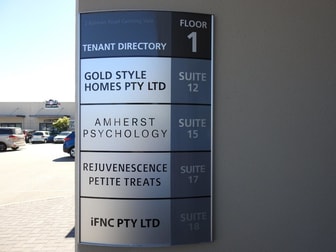 FLOOR
TENANT DIRECTORY 1
GOLD STYLE SUITE
HOMES PTY LTD 12
AMHERST SUITE
PSYCHOLOGY 15
REJUVENESCENCE SUITE
PETITE TREATS 17
iFNC PTY LTD SUITE
18